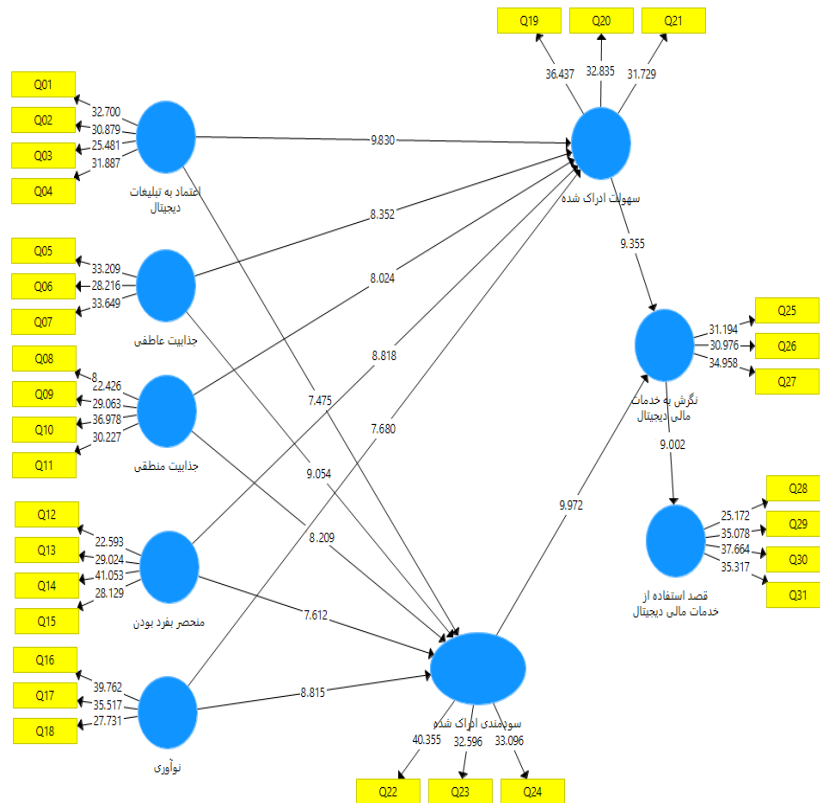 Q19
Q20
Q21
36.437
32.835
31.729
Q01
Q02
Q03
Q04
32.700
30.879
25.481
31.887
اعتماد به تبلیغات
دیجیتال
9.830
سهولت ادراک شده
Q05
Q06
Q07
33.209
28.216
33.649
جذابیت عاطفی
8.352
8.024
9.355
Q08
Q09
Q10
Q11
8
22.426
29.063
36.978
30.227
جذابیت منطقی
8.818
7.475
7.680
9.054
8.209
Q25
Q26
Q27
31.194
30.976
34.958
نگرش به خدمات
مالی دیجیتال
9.002
Q12
Q13
Q14
Q15
22.593
29.024
41.053
28.129
منحصر بفرد بودن
7.612
9.972
Q28
Q29
Q30
Q31
25.172
35.078
37.664
35.317
قصد استفاده از
خدمات مالی دیجیتال
Q16
Q17
Q18
39.762
35.517
27.731
نوآوری
8.815
سودمندی ادراک شده
40.355
32.596
33.096
Q22
Q23
Q24